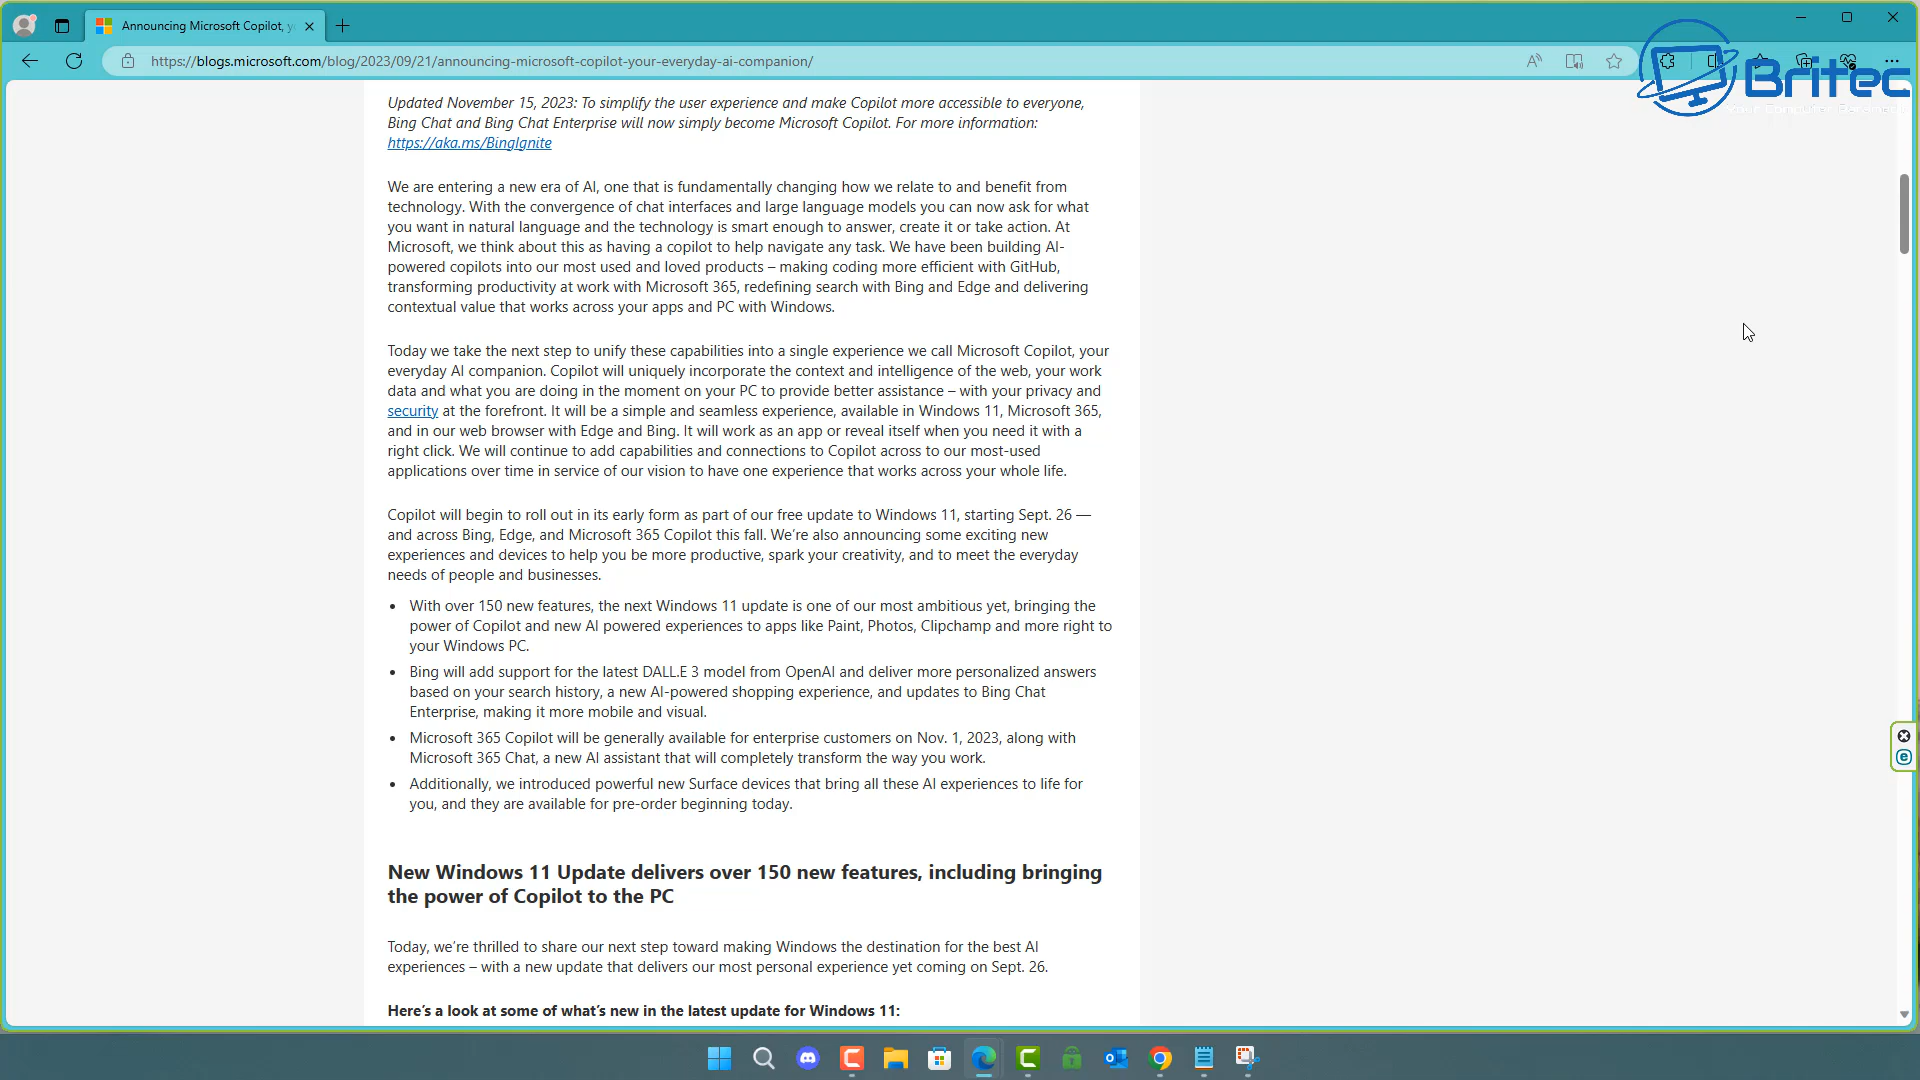 Announcing Microsoft Copilot, y
https://blogs.microsoft.com/blog/2023/09/21/announcing-microsoft-copilot-your-everyday-ai-companion/
Britec
Updated November 15, 2023: To simplify the user experience and make Copilot more accessible to everyone,
Bing Chat and Bing Chat Enterprise will now simply become Microsoft Copilot. For more information:
https://aka.ms/BingIgnite
We are entering a new era of AI, one that is fundamentally changing how we relate to and benefit from
technology. With the convergence of chat interfaces and large language models you can now ask for what
you want in natural language and the technology is smart enough to answer, create it or take action. At
Microsoft, we think about this as having a copilot to help navigate any task. We have been building AI-
powered copilots into our most used and loved products – making coding more efficient with GitHub,
transforming productivity at work with Microsoft 365, redefining search with Bing and Edge and delivering
contextual value that works across your apps and PC with Windows.
Today we take the next step to unify these capabilities into a single experience we call Microsoft Copilot, your
everyday AI companion. Copilot will uniquely incorporate the context and intelligence of the web, your work
data and what you are doing in the moment on your PC to provide better assistance – with your privacy and
security at the forefront. It will be a simple and seamless experience, available in Windows 11, Microsoft 365,
and in our web browser with Edge and Bing. It will work as an app or reveal itself when you need it with a
right click. We will continue to add capabilities and connections to Copilot across to our most-used
applications over time in service of our vision to have one experience that works across your whole life.
Copilot will begin to roll out in its early form as part of our free update to Windows 11, starting Sept. 26 —
and across Bing, Edge, and Microsoft 365 Copilot this fall. We're also announcing some exciting new
experiences and devices to help you be more productive, spark your creativity, and to meet the everyday
needs of people and businesses.
• With over 150 new features, the next Windows 11 update is one of our most ambitious yet, bringing the
power of Copilot and new AI powered experiences to apps like Paint, Photos, Clipchamp and more right to
your Windows PC.
• Bing will add support for the latest DALL.E 3 model from OpenAI and deliver more personalized answers
based on your search history, a new AI-powered shopping experience, and updates to Bing Chat
Enterprise, making it more mobile and visual.
• Microsoft 365 Copilot will be generally available for enterprise customers on Nov. 1, 2023, along with
Microsoft 365 Chat, a new AI assistant that will completely transform the way you work.
• Additionally, we introduced powerful new Surface devices that bring all these AI experiences to life for
you, and they are available for pre-order beginning today.
New Windows 11 Update delivers over 150 new features, including bringing
the power of Copilot to the PC
Today, we're thrilled to share our next step toward making Windows the destination for the best AI
experiences – with a new update that delivers our most personal experience yet coming on Sept. 26.
Here's a look at some of what's new in the latest update for Windows 11: